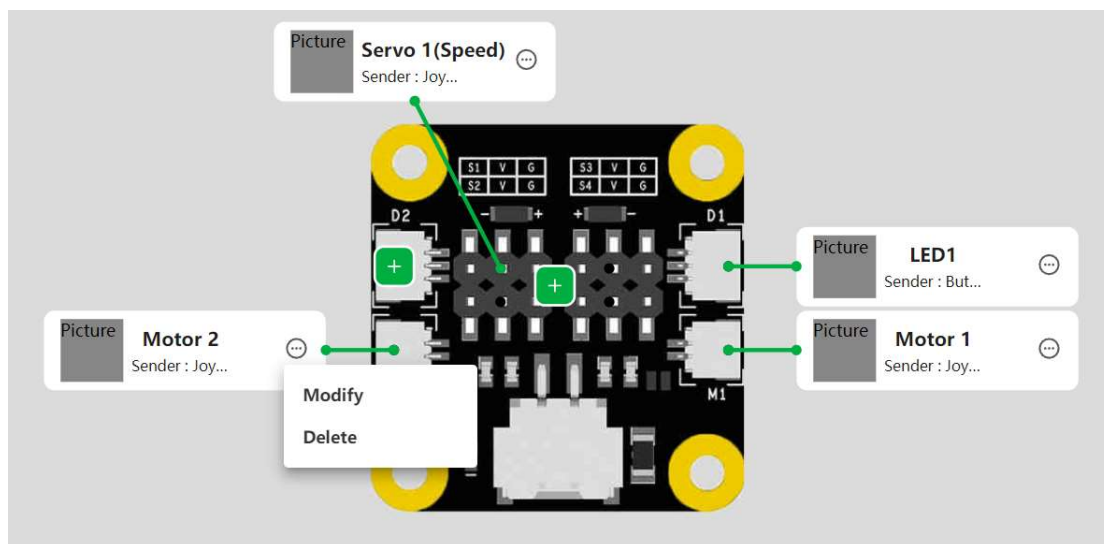 Picture
Servo 1(Speed)
Sender : Joy...
S1 V G
S2 V G
S3 V G
S4 V G
- +
+ -
D2
D1
Picture
LED1
Sender : But...
Picture
Motor 2
Sender : Joy...
Modify
Delete
Picture
Motor 1
Sender : Joy...
M1